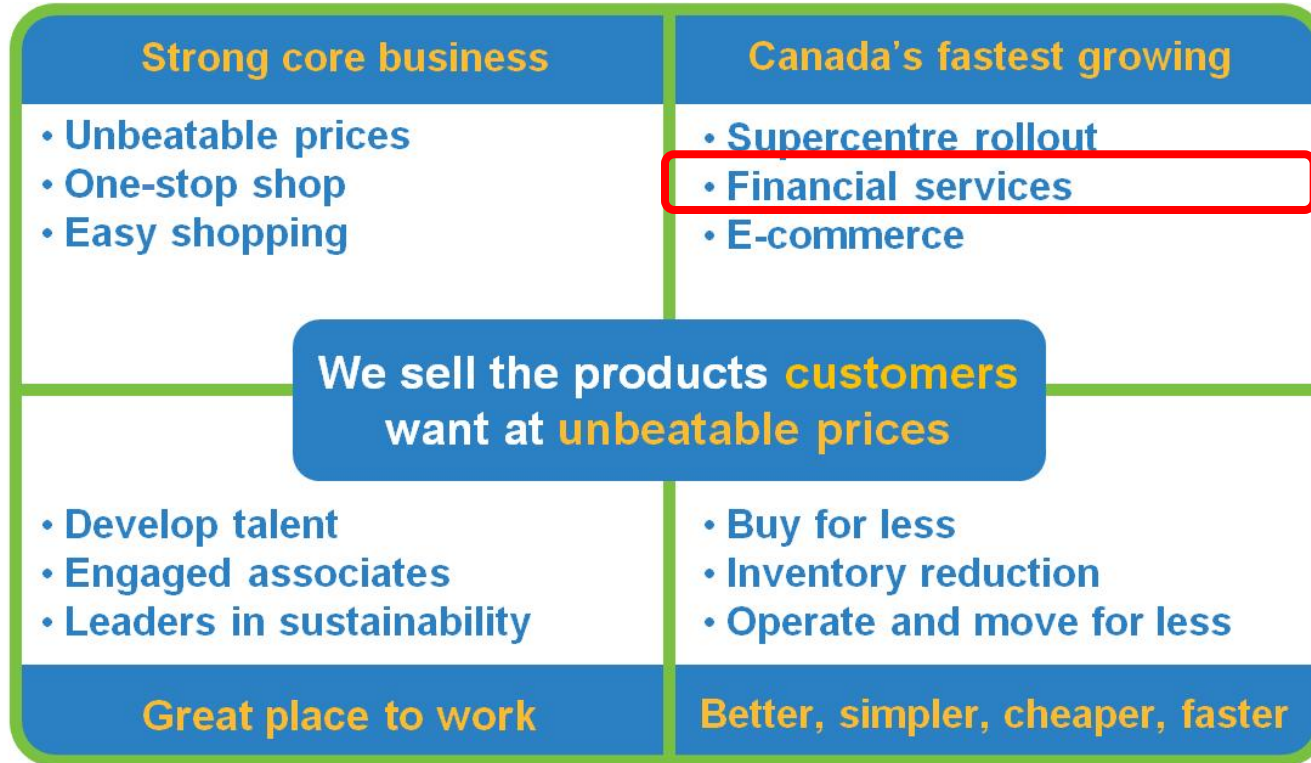 Strong core business
• Unbeatable prices
• One-stop shop
• Easy shopping
Canada's fastest growing
• Supercentre rollout
• Financial services
• E-commerce
We sell the products customers
want at unbeatable prices
• Develop talent
• Engaged associates
• Leaders in sustainability
Great place to work
• Buy for less
• Inventory reduction
• Operate and move for less
Better, simpler, cheaper, faster